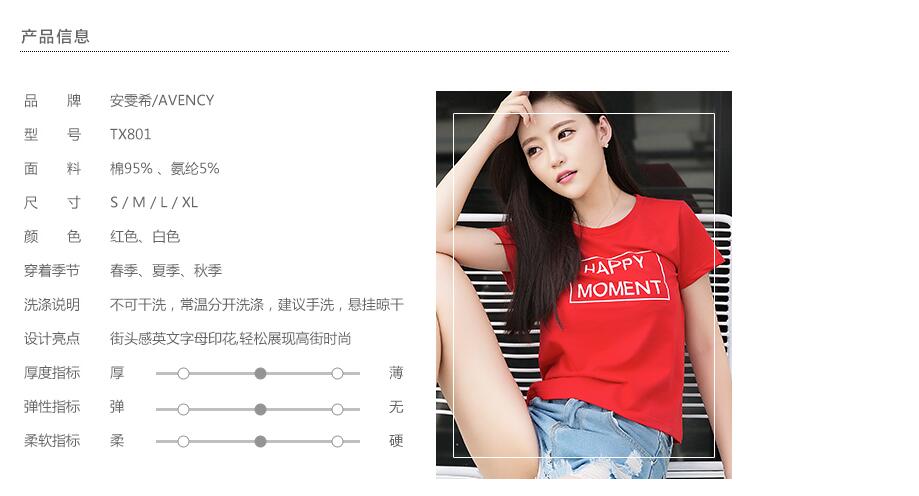 产品信息
品 牌 安雯希/AVENCY
型 号 TX801
面 料 棉95% 、氨纶5%
尺 寸 S / M / L / XL
颜 色 红色、白色
穿着季节 春季、夏季、秋季
洗涤说明 不可干洗，常温分开洗涤，建议手洗，悬挂晾干
设计亮点 街头感英文字母印花,轻松展现高街时尚
厚度指标 厚 薄
弹性指标 弹 无
柔软指标 柔 硬
HAPPY
MOMENT